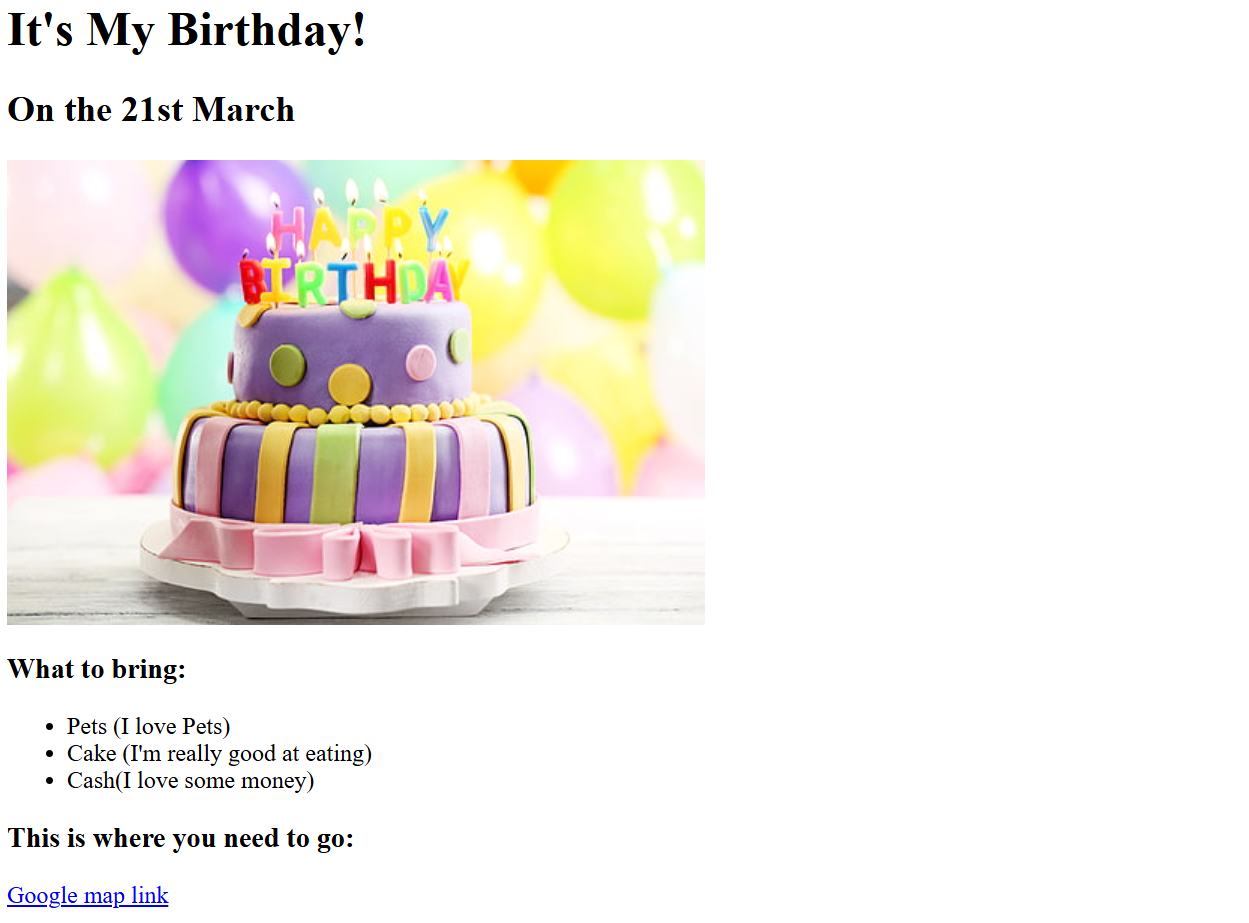 It's My Birthday!
On the 21st March
HAPPY
BIRTHDAY
What to bring:
Pets (I love Pets)
Cake (I'm really good at eating)
Cash(I love some money)
This is where you need to go:
Google map link